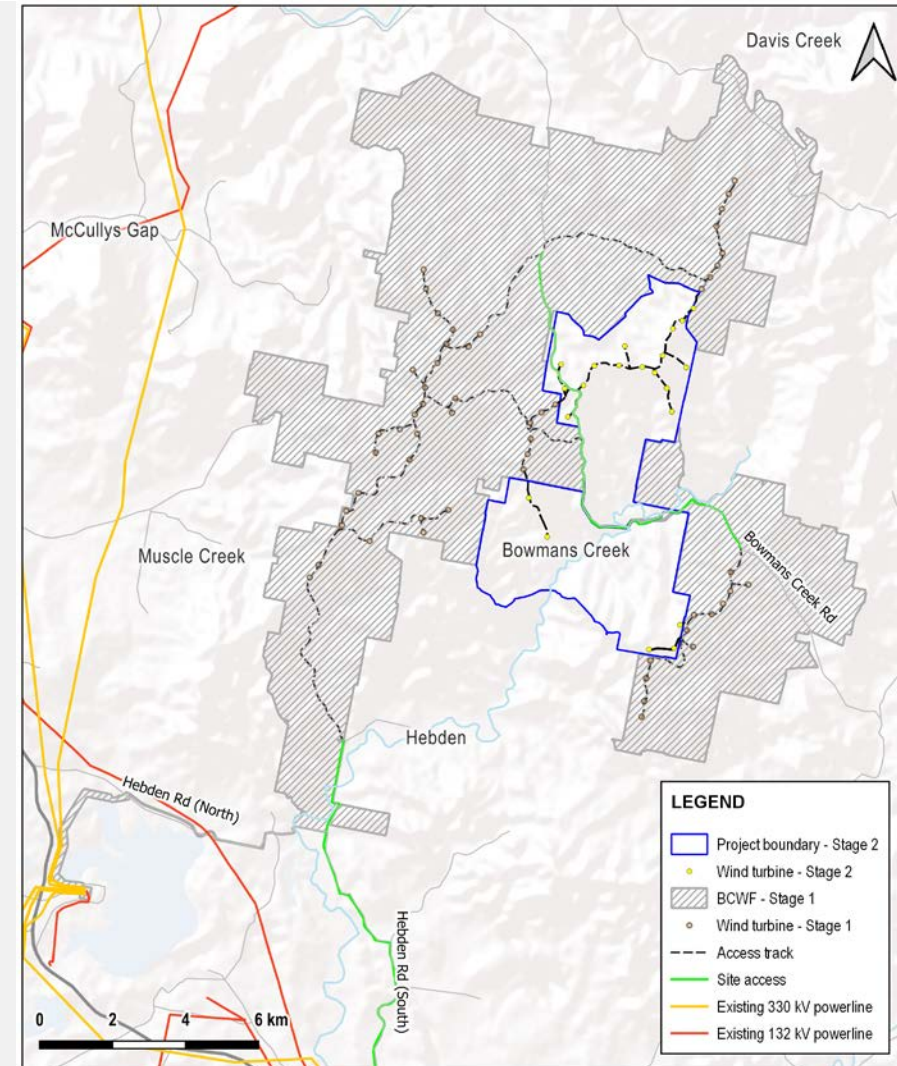 Davis Creek
McCullys Gap
Muscle Creek
Bowmans Creek
Bowmans Creek Rd
Hebden
Hebden Rd (North)
Hebden Rd (South)
LEGEND
Project boundary - Stage 2
Wind turbine - Stage 2
BCWF - Stage 1
Wind turbine - Stage 1
Access track
Site access
Existing 330 kV powerline
Existing 132 kV powerline
0 2 4 6 km